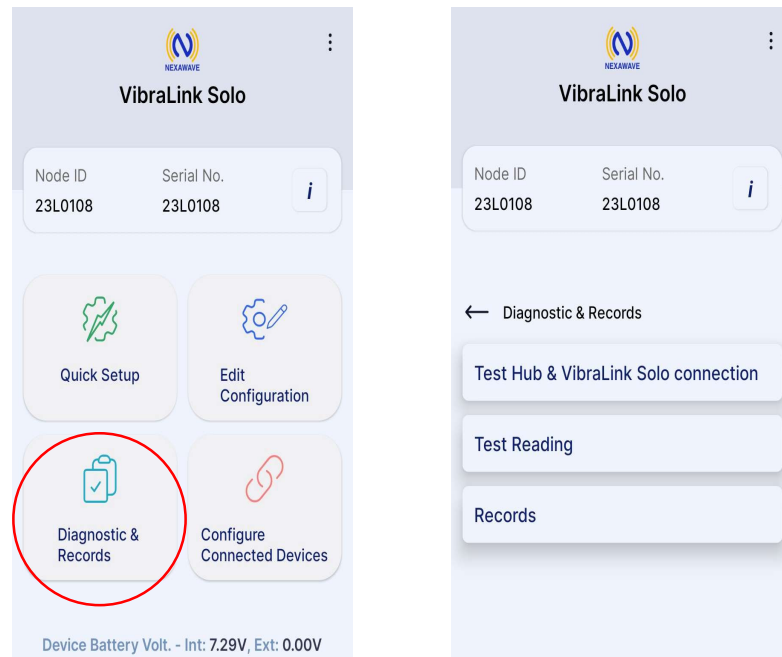 NEXAWAVE
VibraLink Solo
Node ID Serial No.
23L0108 23L0108
i
Quick Setup
Edit
Configuration
Diagnostic &
Records
Configure
Connected Devices
Device Battery Volt. - Int: 7.29V, Ext: 0.00V
NEXAWAVE
VibraLink Solo
Node ID Serial No.
23L0108 23L0108
i
← Diagnostic & Records
Test Hub & VibraLink Solo connection
Test Reading
Records